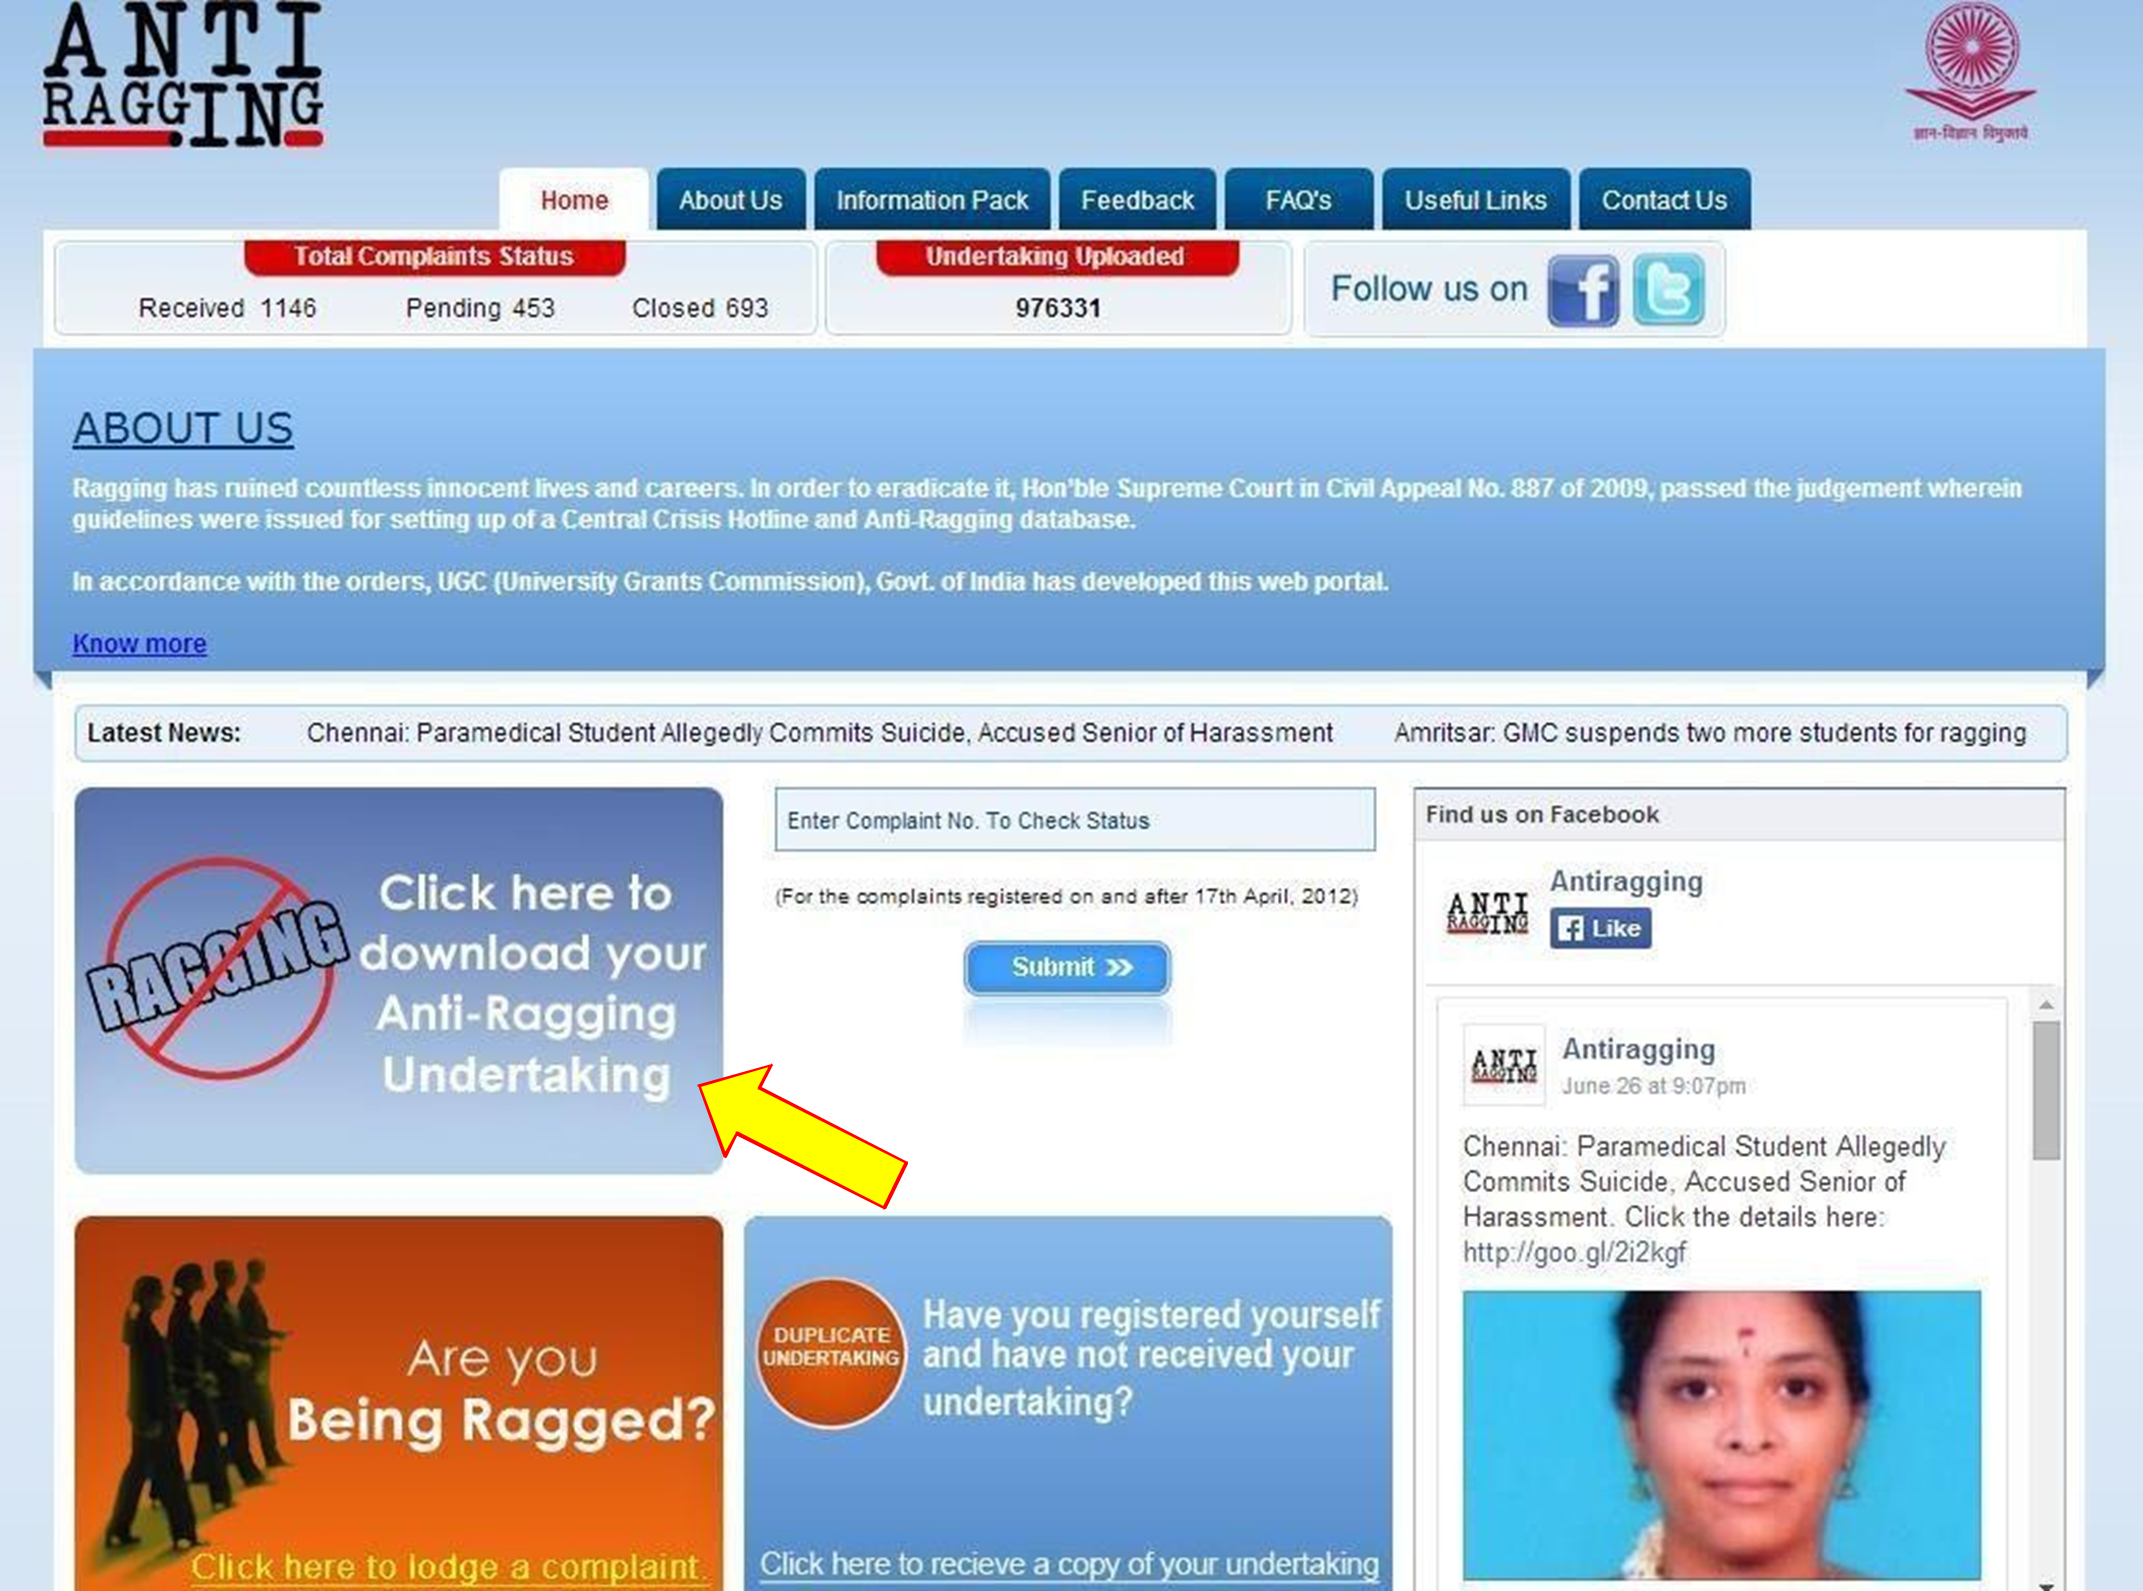 ANTI
RAGGING
ज्ञान-विज्ञान विमुक्तये
Home
About Us
Information Pack
Feedback
FAQ's
Useful Links
Contact Us
Total Complaints Status
Received 1146
Pending 453
Closed 693
Undertaking Uploaded
976331
Follow us on
ABOUT US
Ragging has ruined countless innocent lives and careers. In order to eradicate it, Hon'ble Supreme Court in Civil Appeal No. 887 of 2009, passed the judgement wherein
guidelines were issued for setting up of a Central Crisis Hotline and Anti-Ragging database.
In accordance with the orders, UGC (University Grants Commission), Govt. of India has developed this web portal.
Know more
Latest News: Chennai: Paramedical Student Allegedly Commits Suicide, Accused Senior of Harassment Amritsar: GMC suspends two more students for ragging
RAGGING
Click here to
download your
Anti-Ragging
Undertaking
Enter Complaint No. To Check Status
(For the complaints registered on and after 17th April, 2012)
Submit »
Find us on Facebook
ANTI
RAGGING
Antiragging
Like
ANTI
RAGGING
Antiragging
June 26 at 9:07pm
Chennai: Paramedical Student Allegedly
Commits Suicide, Accused Senior of
Harassment. Click the details here:
http://goo.gl/2i2kgf
Are you
Being Ragged?
Click here to lodge a complaint.
DUPLICATE
UNDERTAKING
Have you registered yourself
and have not received your
undertaking?
Click here to recieve a copy of your undertaking